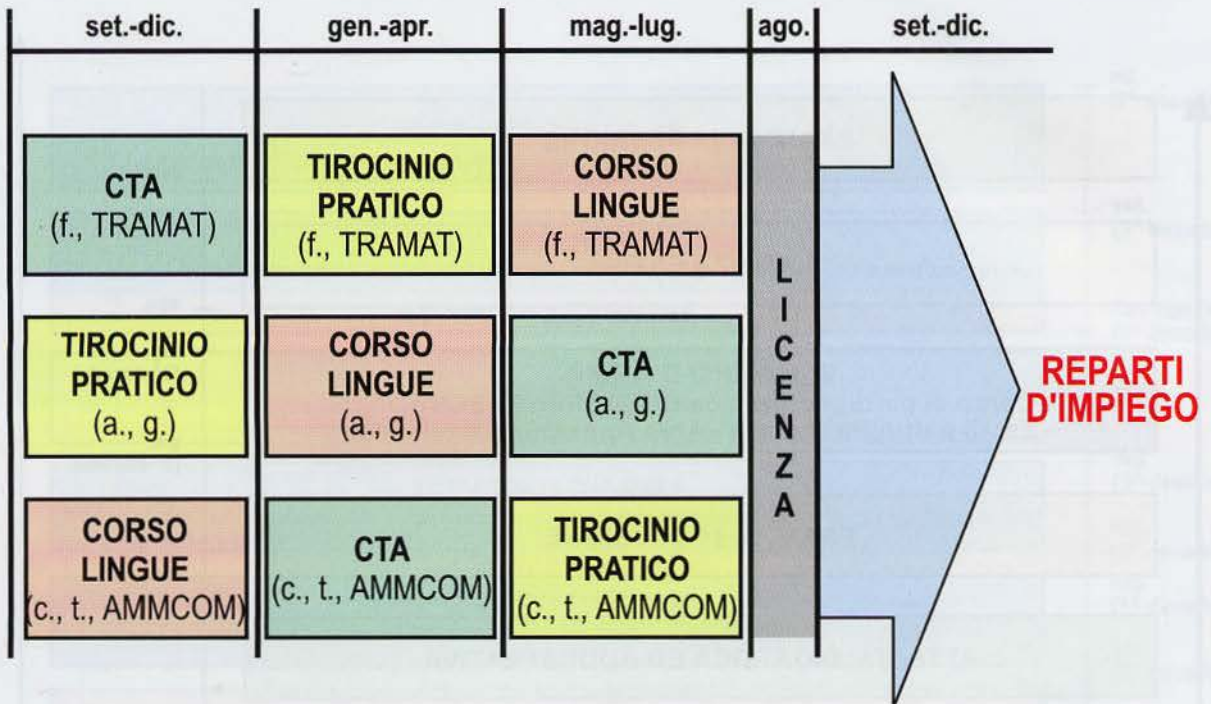 set.-dic.
gen.-apr.
mag.-lug.
ago.
set.-dic.
CTA
(f., TRAMAT)
TIROCINIO
PRATICO
(f., TRAMAT)
CORSO
LINGUE
(f., TRAMAT)
TIROCINIO
PRATICO
(a., g.)
CORSO
LINGUE
(a., g.)
CTA
(a., g.)
CORSO
LINGUE
(c., t., AMMCOM)
CTA
(c., t., AMMCOM)
TIROCINIO
PRATICO
(c., t., AMMCOM)
LICENZA
REPARTI
D'IMPIEGO